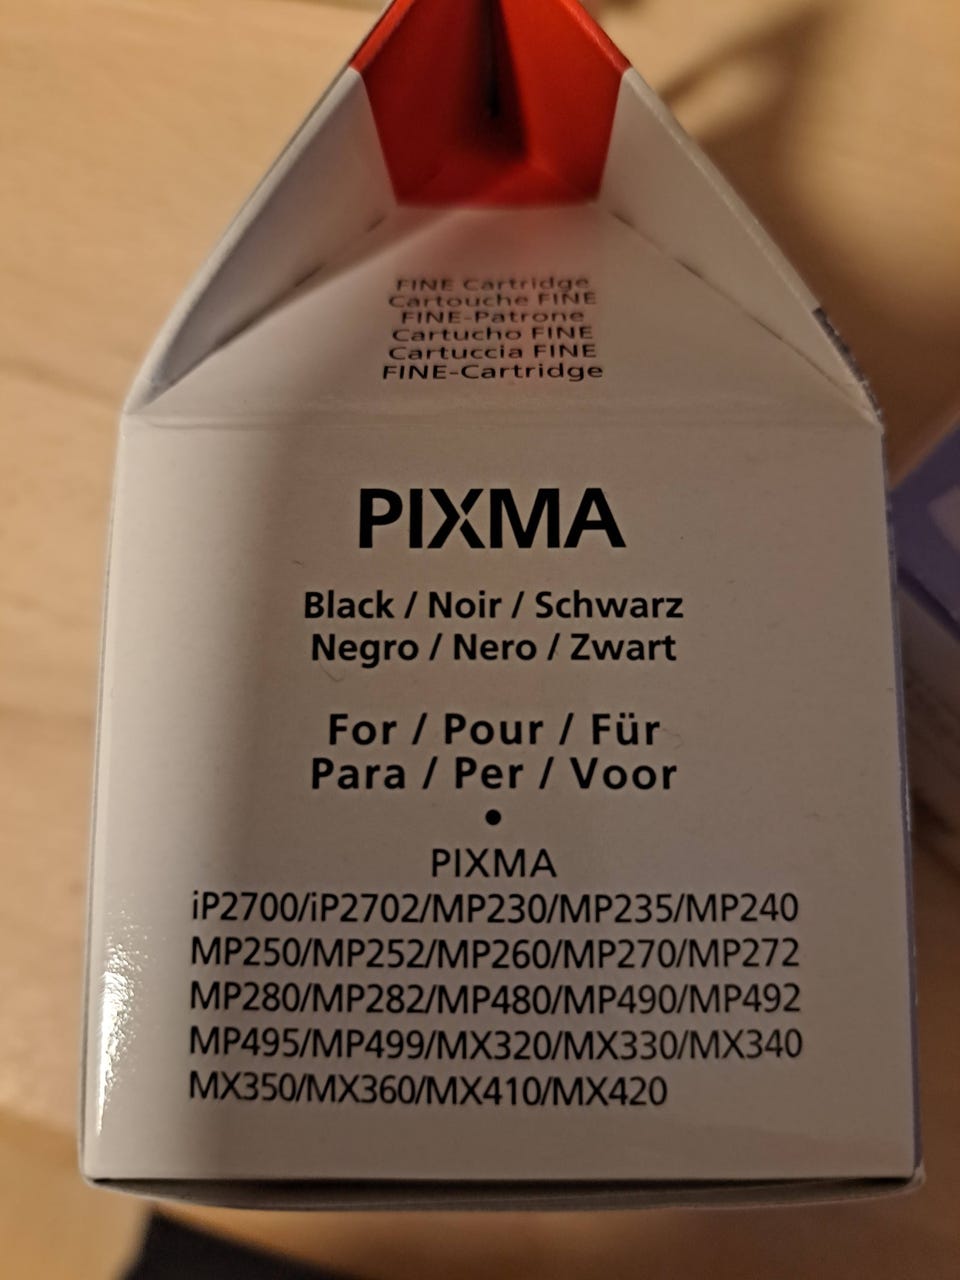 FINE Cartridge
Cartouche FINE
FINE-Patrone
Cartucho FINE
Cartuccia FINE
FINE-Cartridge
PIXMA
Black / Noir / Schwarz
Negro / Nero / Zwart
For / Pour / Für
Para / Per / Voor
•
PIXMA
iP2700/iP2702/MP230/MP235/MP240
MP250/MP252/MP260/MP270/MP272
MP280/MP282/MP480/MP490/MP492
MP495/MP499/MX320/MX330/MX340
MX350/MX360/MX410/MX420